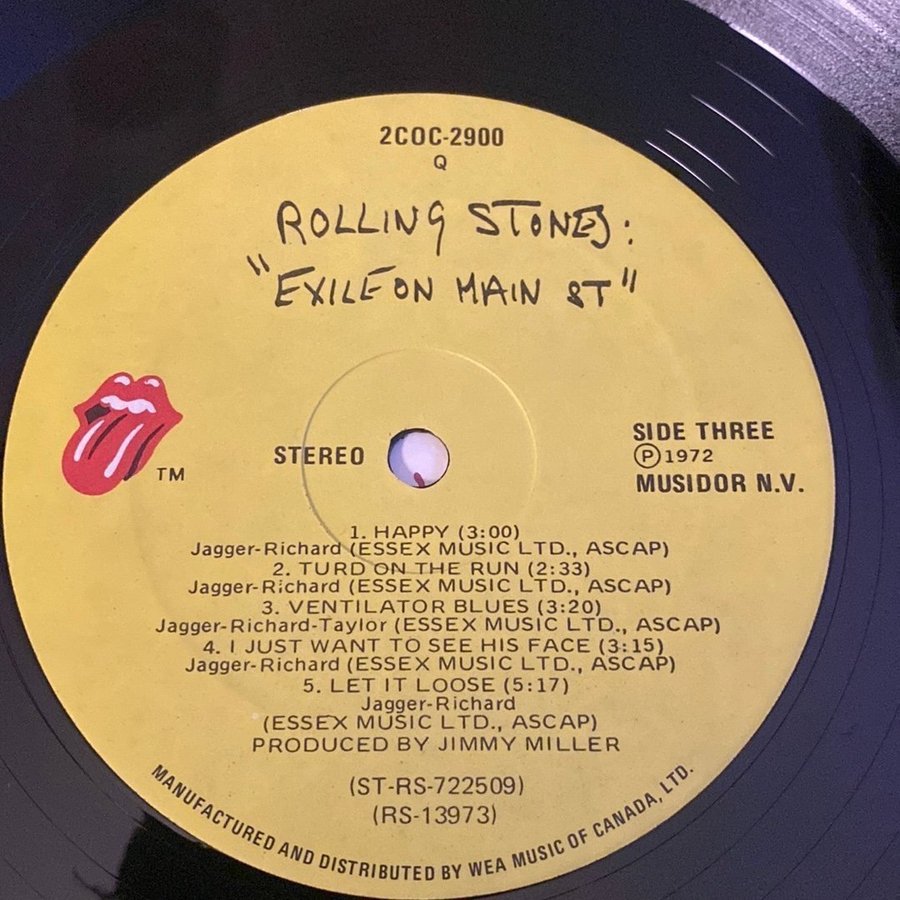 2COC-2900
Q
ROLLING STONES:
"EXILE ON MAIN ST"
TM
STEREO
SIDE THREE
Ⓟ1972
MUSIDOR N.V.
1. HAPPY (3:00)
Jagger-Richard (ESSEX MUSIC LTD., ASCAP)
2. TURD ON THE RUN (2:33)
Jagger-Richard (ESSEX MUSIC LTD., ASCAP)
3. VENTILATOR BLUES (3:20)
Jagger-Richard-Taylor (ESSEX MUSIC LTD., ASCAP)
4. I JUST WANT TO SEE HIS FACE (3:15)
Jagger-Richard (ESSEX MUSIC LTD., ASCAP)
5. LET IT LOOSE (5:17)
Jagger-Richard
(ESSEX MUSIC LTD., ASCAP)
PRODUCED BY JIMMY MILLER
(ST-RS-722509)
(RS-13973)
MANUFACTURED AND DISTRIBUTED BY WEA MUSIC OF CANADA, LTD.